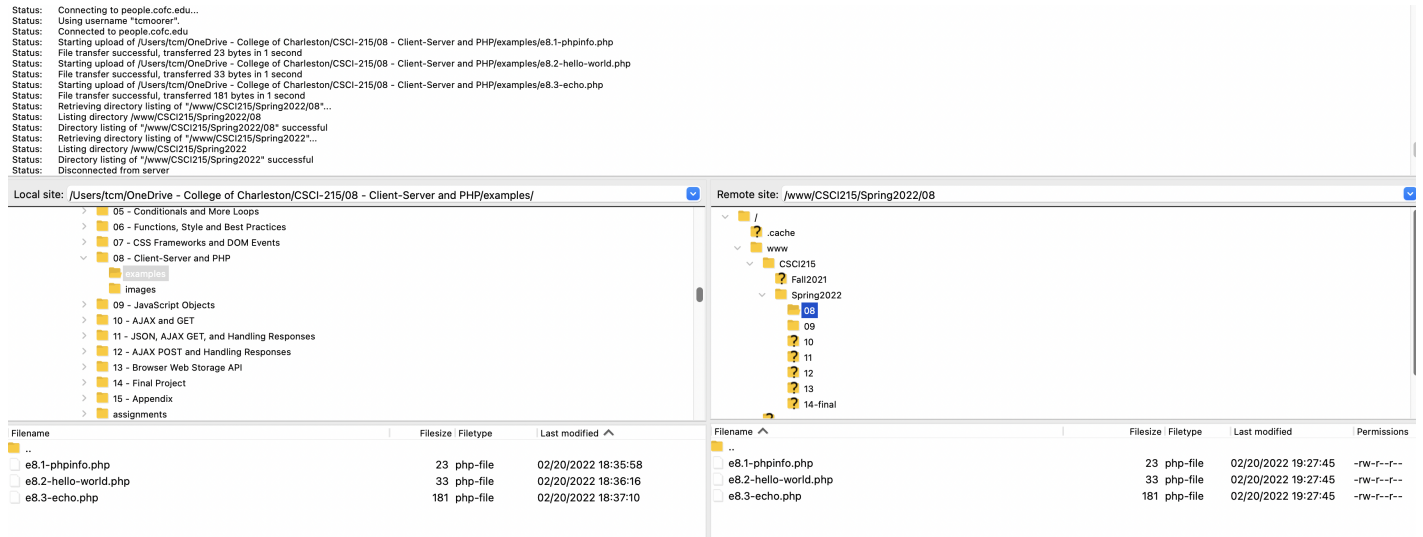 Status: Connecting to people.cofc.edu...
Status: Using username "tcmoorer".
Status: Connected to people.cofc.edu
Status: Starting upload of /Users/tcm/OneDrive - College of Charleston/CSCI-215/08 - Client-Server and PHP/examples/e8.1-phpinfo.php
Status: File transfer successful, transferred 23 bytes in 1 second
Status: Starting upload of /Users/tcm/OneDrive - College of Charleston/CSCI-215/08 - Client-Server and PHP/examples/e8.2-hello-world.php
Status: File transfer successful, transferred 33 bytes in 1 second
Status: Starting upload of /Users/tcm/OneDrive - College of Charleston/CSCI-215/08 - Client-Server and PHP/examples/e8.3-echo.php
Status: File transfer successful, transferred 181 bytes in 1 second
Status: Retrieving directory listing of "/www/CSCI215/Spring2022/08"...
Status: Listing directory /www/CSCI215/Spring2022/08
Status: Directory listing of "/www/CSCI215/Spring2022/08" successful
Status: Retrieving directory listing of "/www/CSCI215/Spring2022"...
Status: Listing directory /www/CSCI215/Spring2022
Status: Directory listing of "/www/CSCI215/Spring2022" successful
Status: Disconnected from server
Local site: /Users/tcm/OneDrive - College of Charleston/CSCI-215/08 - Client-Server and PHP/examples/
05 - Conditionals and More Loops
06 - Functions, Style and Best Practices
07 - CSS Frameworks and DOM Events
08 - Client-Server and PHP
examples
images
09 - JavaScript Objects
10 - AJAX and GET
11 - JSON, AJAX GET, and Handling Responses
12 - AJAX POST and Handling Responses
13 - Browser Web Storage API
14 - Final Project
15 - Appendix
assignments
Filename Filesize Filetype Last modified
..
e8.1-phpinfo.php 23 php-file 02/20/2022 18:35:58
e8.2-hello-world.php 33 php-file 02/20/2022 18:36:16
e8.3-echo.php 181 php-file 02/20/2022 18:37:10
Remote site: /www/CSCI215/Spring2022/08
/
.cache
www
CSCI215
Fall2021
Spring2022
08
09
10
11
12
13
14-final
Filename Filesize Filetype Last modified Permissions
..
e8.1-phpinfo.php 23 php-file 02/20/2022 19:27:45 -rw-r--r--
e8.2-hello-world.php 33 php-file 02/20/2022 19:27:45 -rw-r--r--
e8.3-echo.php 181 php-file 02/20/2022 19:27:45 -rw-r--r--